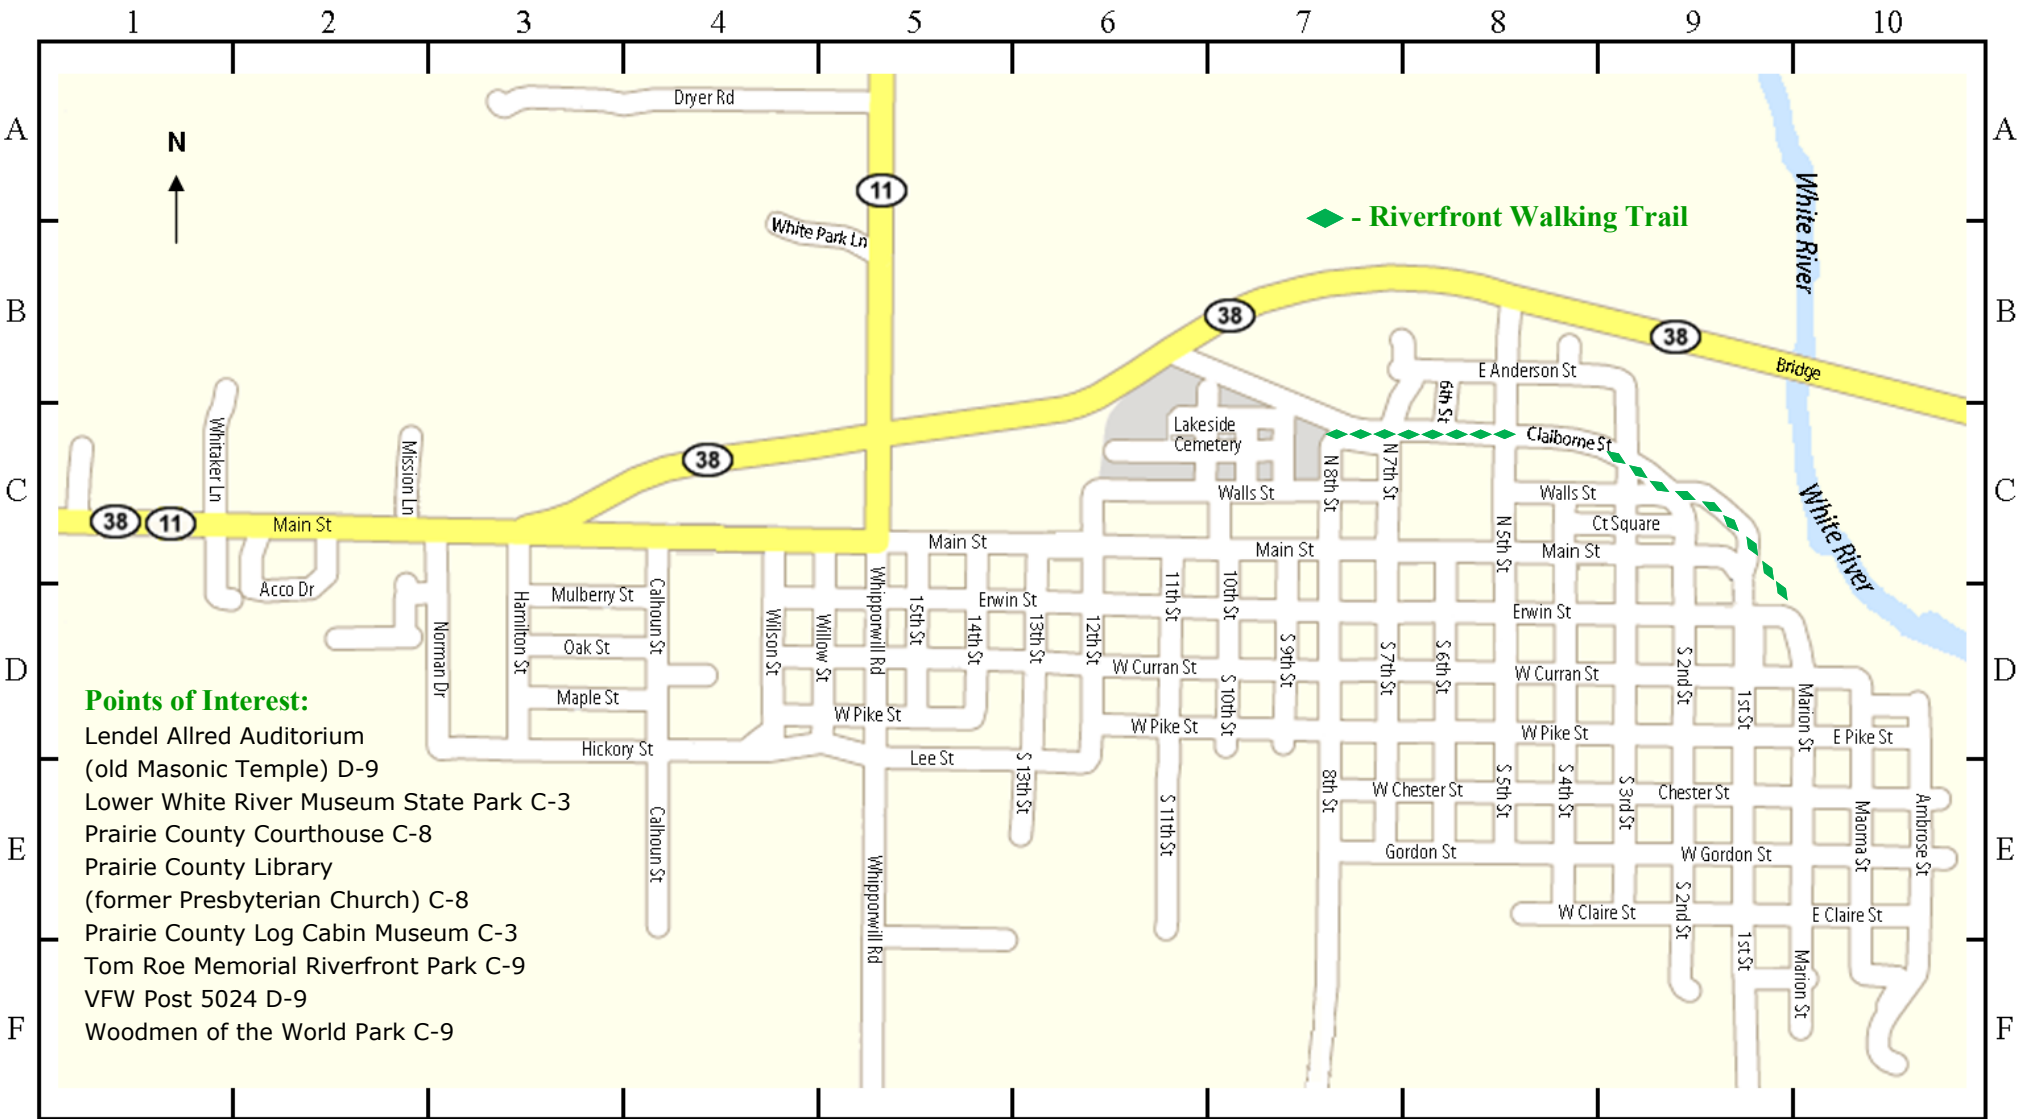 1 2 3 4 5 6 7 8 9 10
Dryer Rd
A
A
N
11
White Park Ln
- Riverfront Walking Trail
White River
B
B
38
38
Bridge
E Anderson St
6th St
Whitaker Ln
Mission Ln
38
Lakeside
Cemetery
Claiborne St
N 8th St
N 7th St
C
C
Walls St
Walls St
38
11
Main St
Ct Square
N 5th St
White River
Main St
Main St
Main St
Acco Dr
Mulberry St
Calhoun St
Hamilton St
Norman Dr
Oak St
Maple St
Hickory St
Wilson St
Willow St
Whipporwill Rd
15th St
Erwin St
14th St
13th St
12th St
11th St
10th St
Erwin St
D
D
W Curran St
S 10th St
S 9th St
S 7th St
S 6th St
W Curran St
S 2nd St
1st St
Marion St
W Pike St
W Pike St
W Pike St
E Pike St
Lee St
S 13th St
S 11th St
8th St
W Chester St
S 5th St
S 4th St
S 3rd St
Chester St
Maoma St
Ambrose St
E
E
Calhoun St
Whipporwill Rd
Gordon St
W Gordon St
W Claire St
S 2nd St
E Claire St
1st St
Marion St
F
F
Points of Interest:
Lendel Allred Auditorium
(old Masonic Temple) D-9
Lower White River Museum State Park C-3
Prairie County Courthouse C-8
Prairie County Library
(former Presbyterian Church) C-8
Prairie County Log Cabin Museum C-3
Tom Roe Memorial Riverfront Park C-9
VFW Post 5024 D-9
Woodmen of the World Park C-9